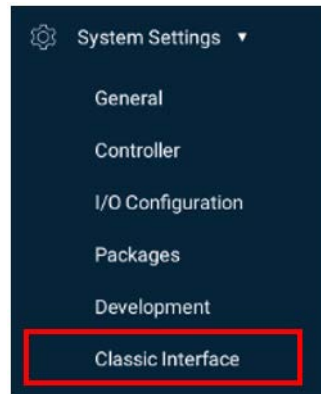 System Settings ▼
General
Controller
I/O Configuration
Packages
Development
Classic Interface